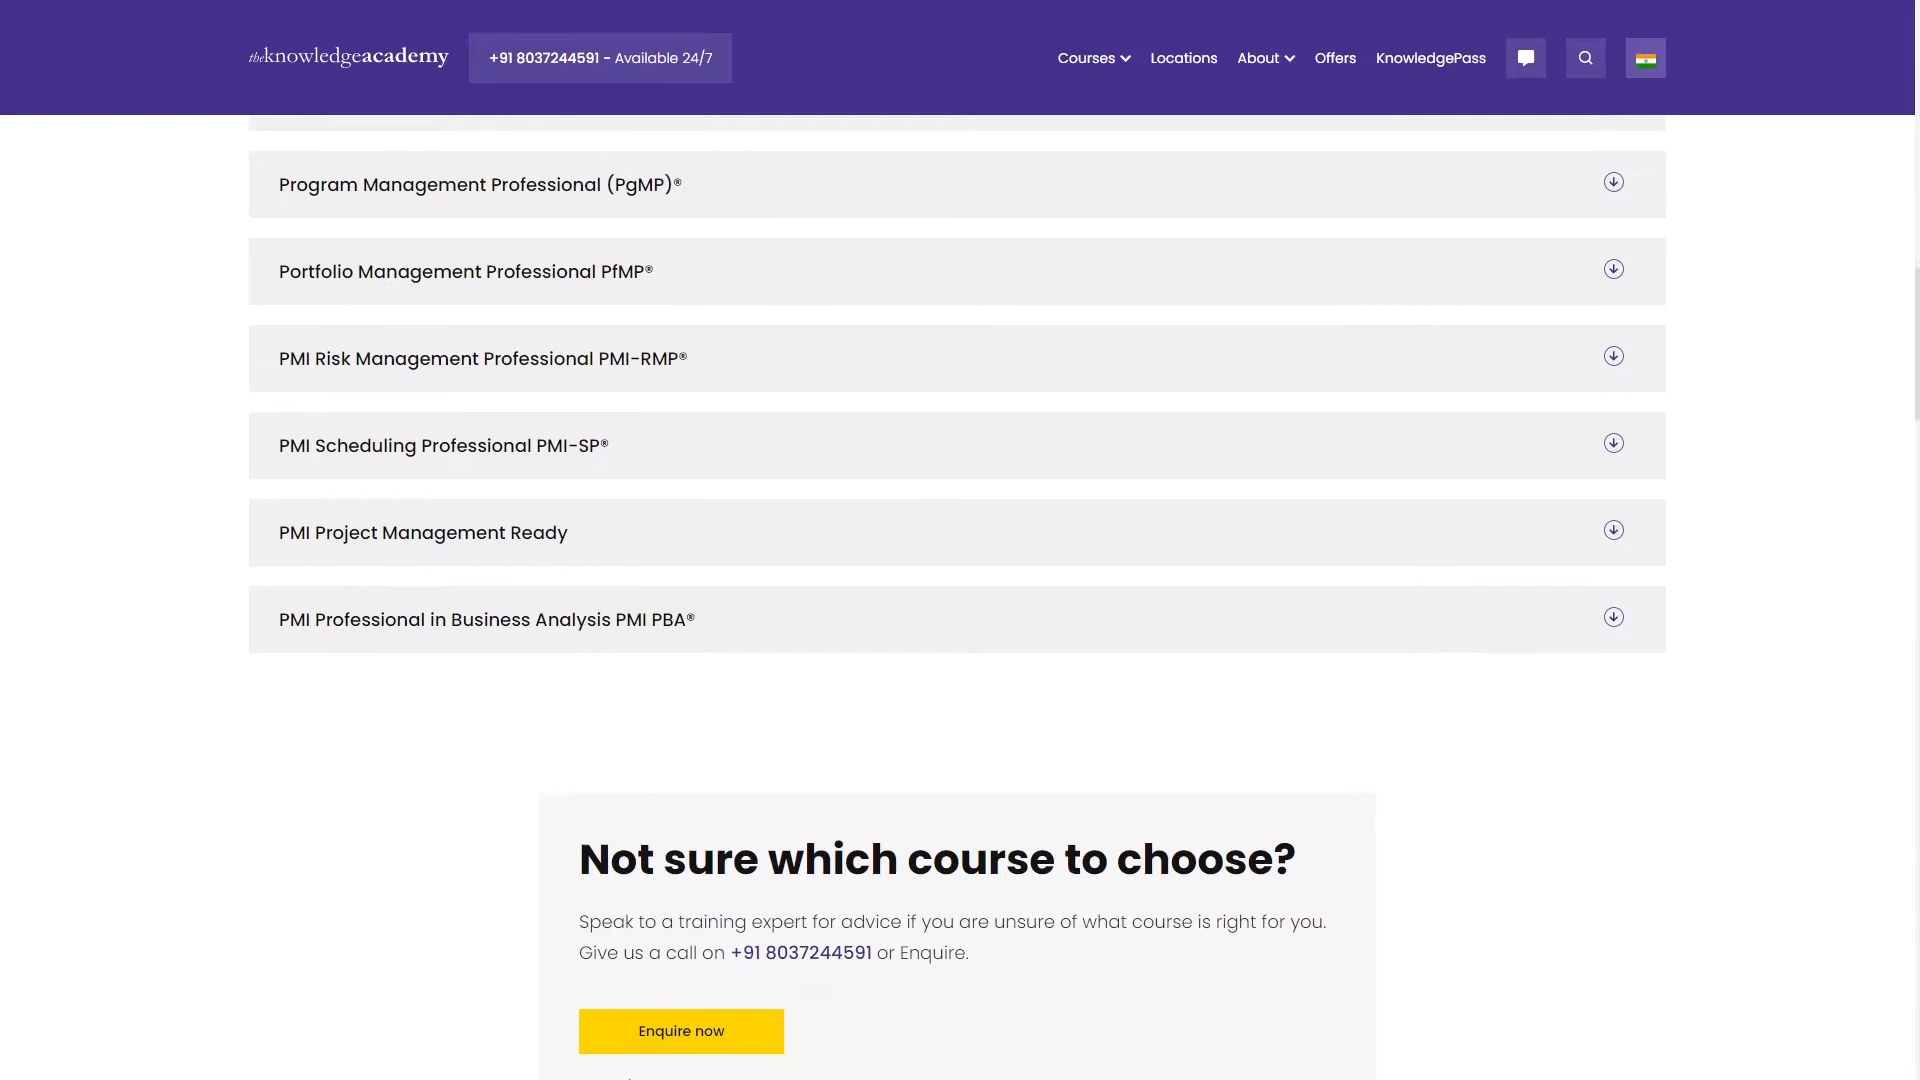 theknowledgeacademy
+91 8037244591 - Available 24/7
Courses
Locations
About
Offers
KnowledgePass
Program Management Professional (PgMP)®
Portfolio Management Professional PfMP®
PMI Risk Management Professional PMI-RMP®
PMI Scheduling Professional PMI-SP®
PMI Project Management Ready
PMI Professional in Business Analysis PMI PBA®
Not sure which course to choose?
Speak to a training expert for advice if you are unsure of what course is right for you.
Give us a call on +91 8037244591 or Enquire.
Enquire now